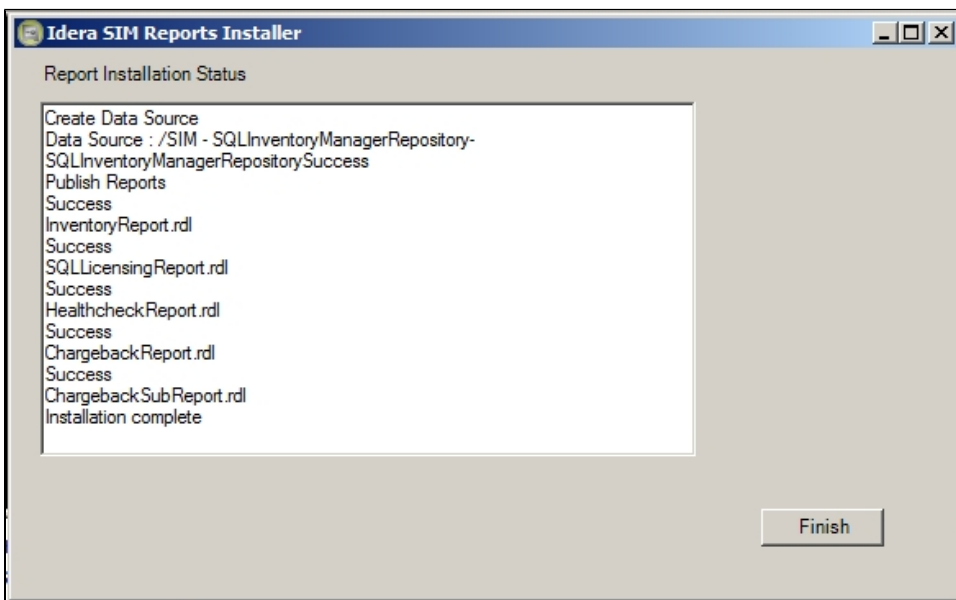 Idera SIM Reports Installer
Report Installation Status
Create Data Source
Data Source : /SIM - SQLInventoryManagerRepository-
SQLInventoryManagerRepositorySuccess
Publish Reports
Success
InventoryReport.rdl
Success
SQLLicensingReport.rdl
Success
HealthcheckReport.rdl
Success
ChargebackReport.rdl
Success
ChargebackSubReport.rdl
Installation complete
Finish